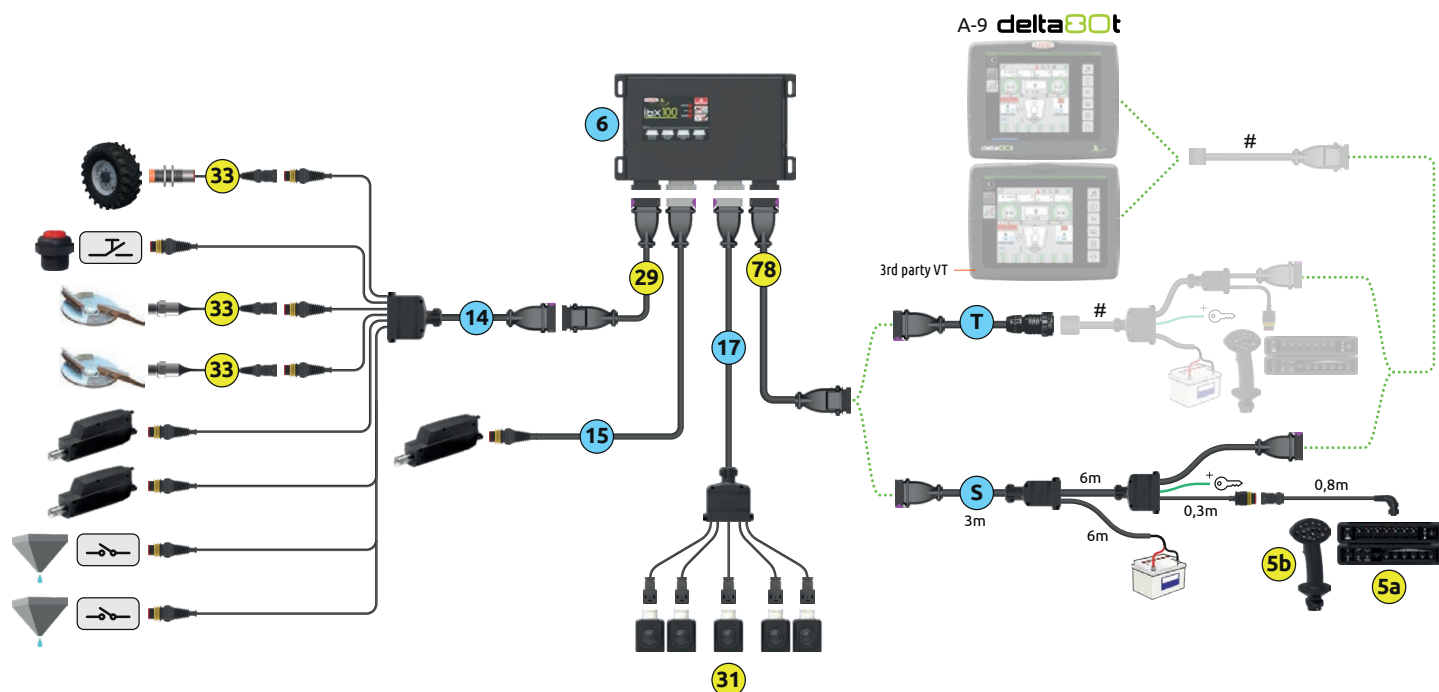 A-9 delta80t
ibx100
6
delta80t
#
33
3rd party VT
29
78
33
14
T
#
+
17
33
15
S
3m
6m
+
0,3m
0,8m
6m
5b
5a
31